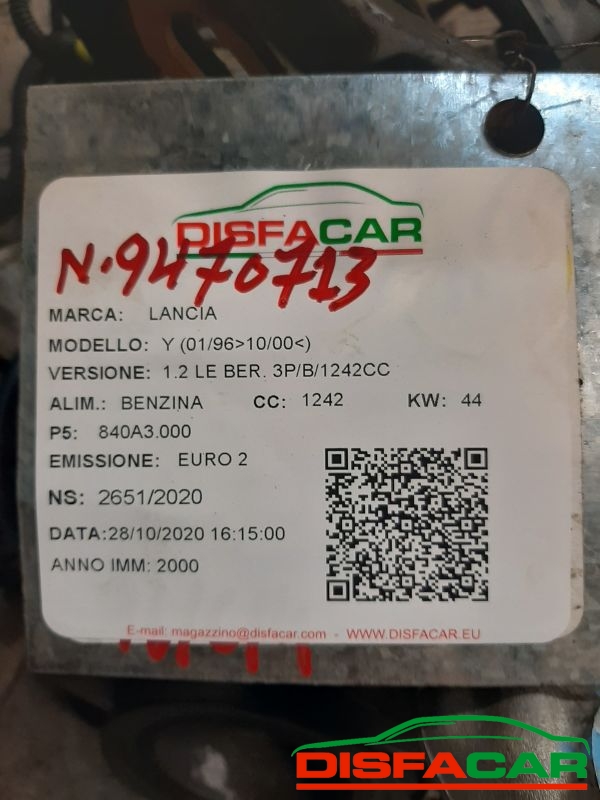 DISFACAR
N.9470713
MARCA: LANCIA
MODELLO: Y (01/96>10/00<)
VERSIONE: 1.2 LE BER. 3P/B/1242CC
ALIM.: BENZINA CC: 1242 KW: 44
P5: 840A3.000
EMISSIONE: EURO 2
NS: 2651/2020
DATA:28/10/2020 16:15:00
ANNO IMM: 2000
E-mail: magazzino@disfacar.com - WWW.DISFACAR.EU
DISFACAR